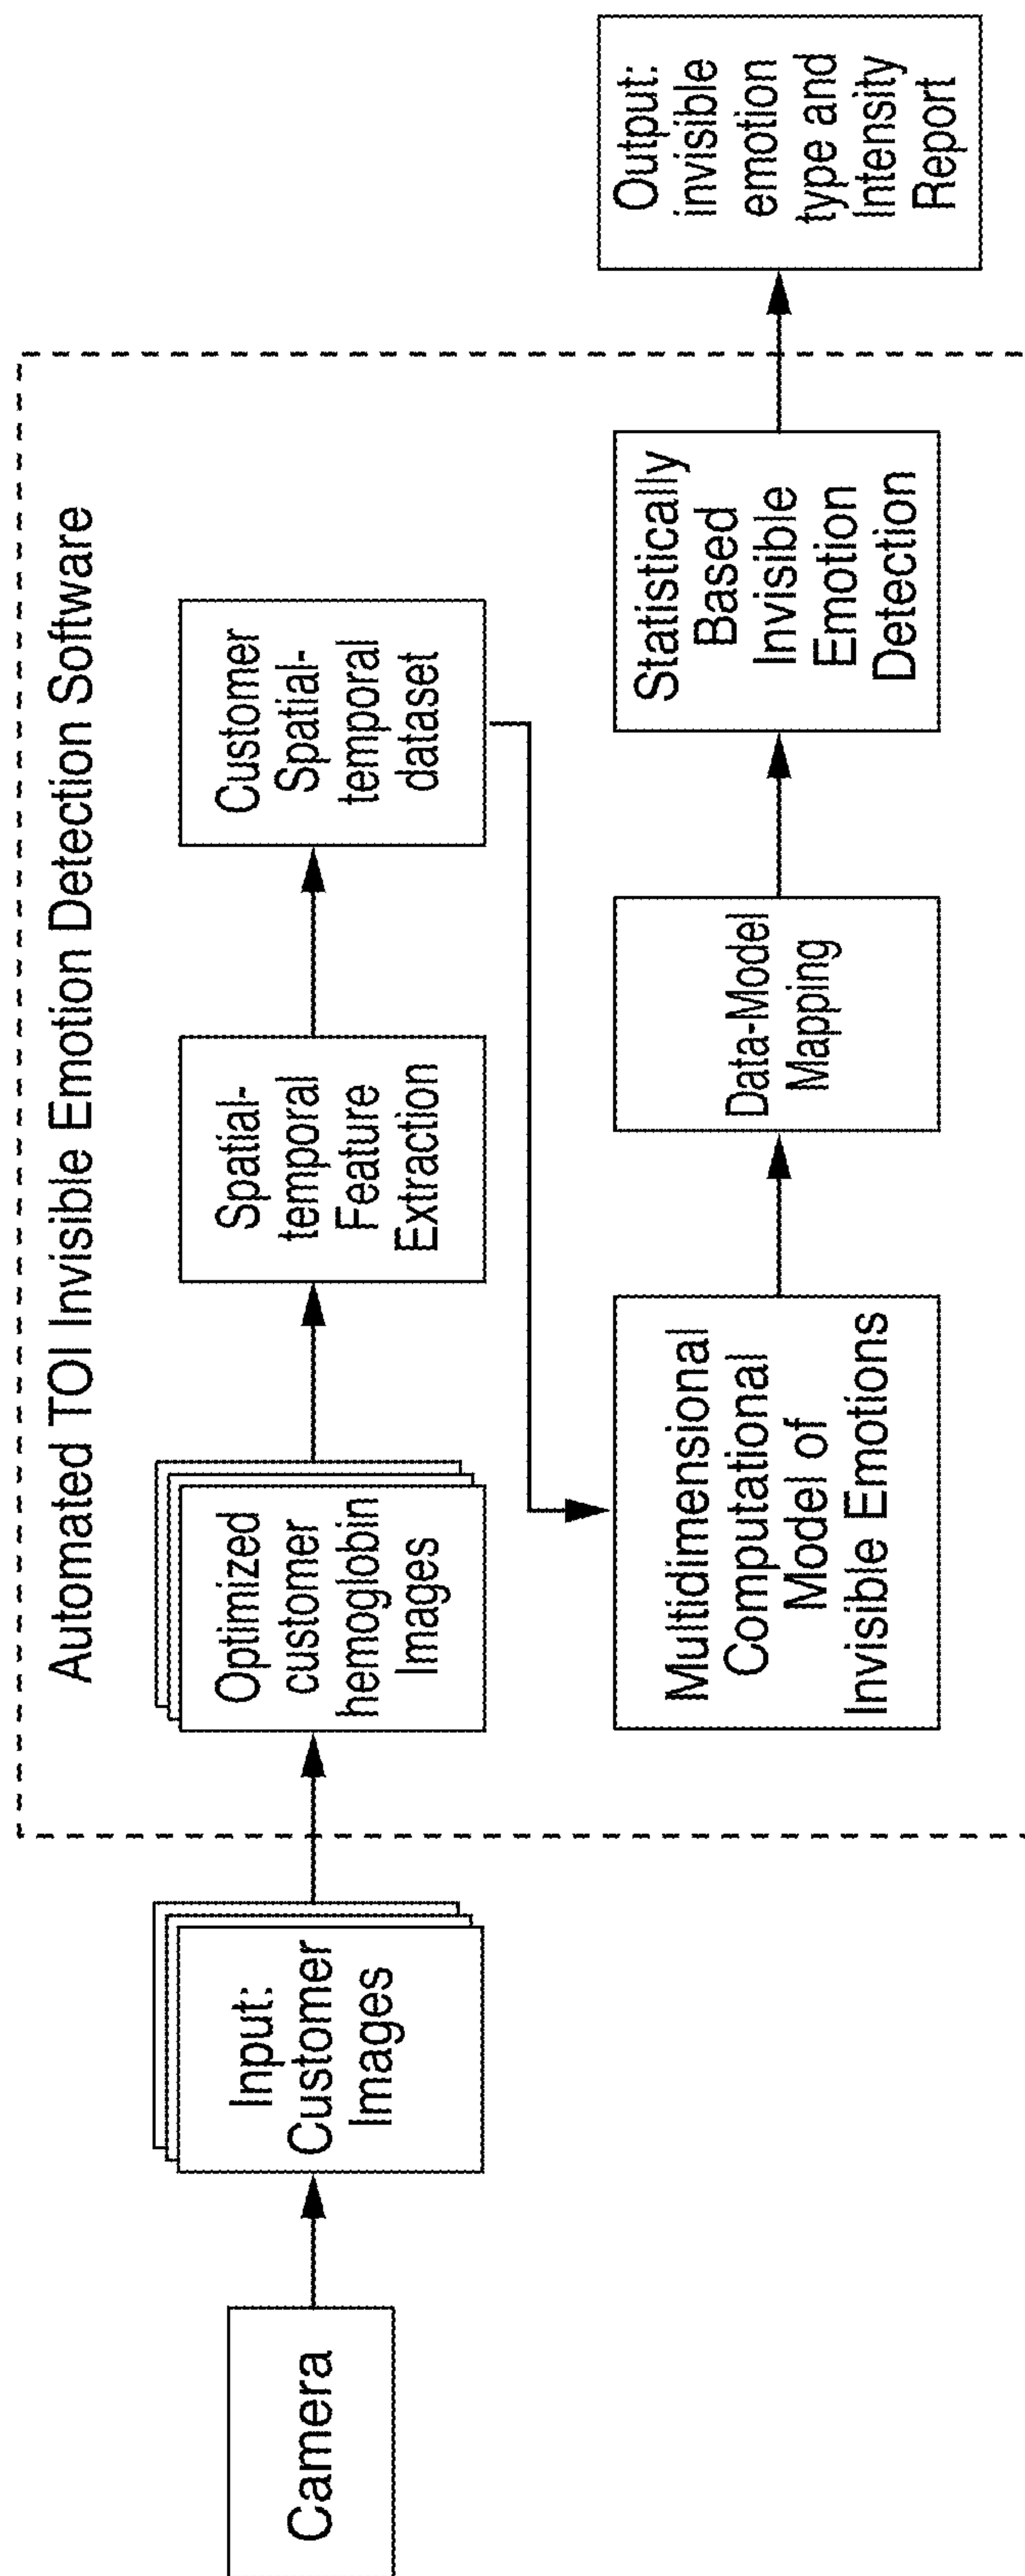 Automated TOI Invisible Emotion Detection Software
Camera
Input:
Customer
Images
Optimized
customer
hemoglobin
Images
Spatial-
temporal
Feature
Extraction
Customer
Spatial-
temporal
dataset
Multidimensional
Computational
Model of
Invisible Emotions
Data-Model
Mapping
Statistically
Based
Invisible
Emotion
Detection
Output:
invisible
emotion
type and
Intensity
Report